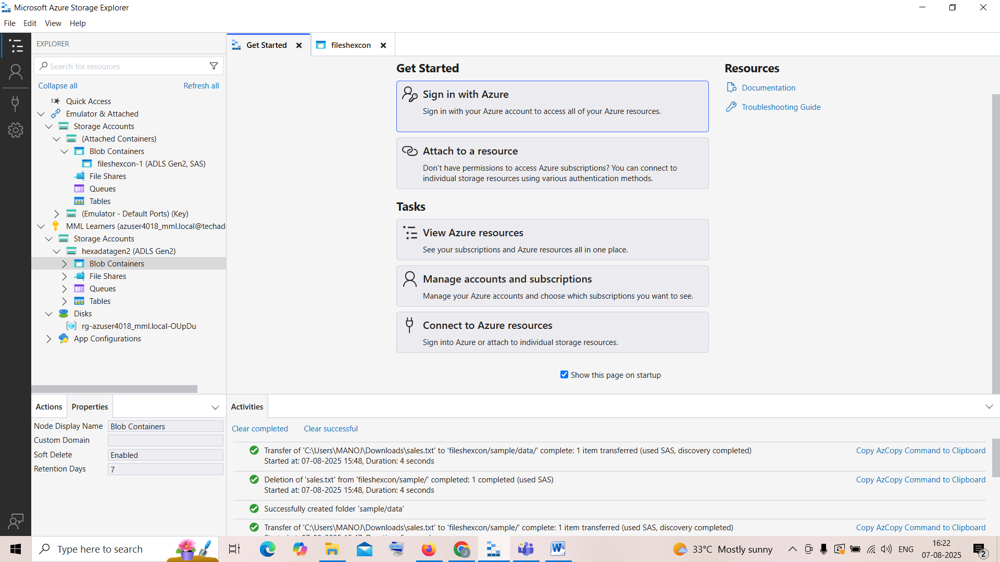 Microsoft Azure Storage Explorer
File Edit View Help
EXPLORER
Search for resources
Collapse all Refresh all
Quick Access
Emulator & Attached
Storage Accounts
(Attached Containers)
Blob Containers
fileshexcon-1 (ADLS Gen2, SAS)
File Shares
Queues
Tables
(Emulator - Default Ports) (Key)
MML Learners (azuser4018_mml.local@techad
Storage Accounts
hexadatagen2 (ADLS Gen2)
Blob Containers
File Shares
Queues
Tables
Disks
rg-azuser4018_mml.local-OUpDu
App Configurations
Actions Properties
Node Display Name Blob Containers
Custom Domain
Soft Delete Enabled
Retention Days 7
Get Started fileshexcon
Get Started
Sign in with Azure
Sign in with your Azure account to access all of your Azure resources.
Attach to a resource
Don't have permissions to access Azure subscriptions? You can connect to
individual storage resources using various authentication methods.
Tasks
View Azure resources
See your subscriptions and Azure resources all in one place.
Manage accounts and subscriptions
Manage your Azure accounts and choose which subscriptions you want to see.
Connect to Azure resources
Sign into Azure or attach to individual storage resources.
Show this page on startup
Resources
Documentation
Troubleshooting Guide
Activities
Clear completed Clear successful
Transfer of 'C:\Users\MANOJ\Downloads\sales.txt' to 'fileshexcon/sample/data/' complete: 1 item transferred (used SAS, discovery completed) Copy AzCopy Command to Clipboard
Started at: 07-08-2025 15:48, Duration: 4 seconds
Deletion of 'sales.txt' from 'fileshexcon/sample/' completed: 1 completed (used SAS) Copy AzCopy Command to Clipboard
Started at: 07-08-2025 15:48, Duration: 4 seconds
Successfully created folder 'sample/data'
Transfer of 'C:\Users\MANOJ\Downloads\sales.txt' to 'fileshexcon/sample/' complete: 1 item transferred (used SAS, discovery completed) Copy AzCopy Command to Clipboard
Type here to search
33°C Mostly sunny
ENG
16:22
07-08-2025
2